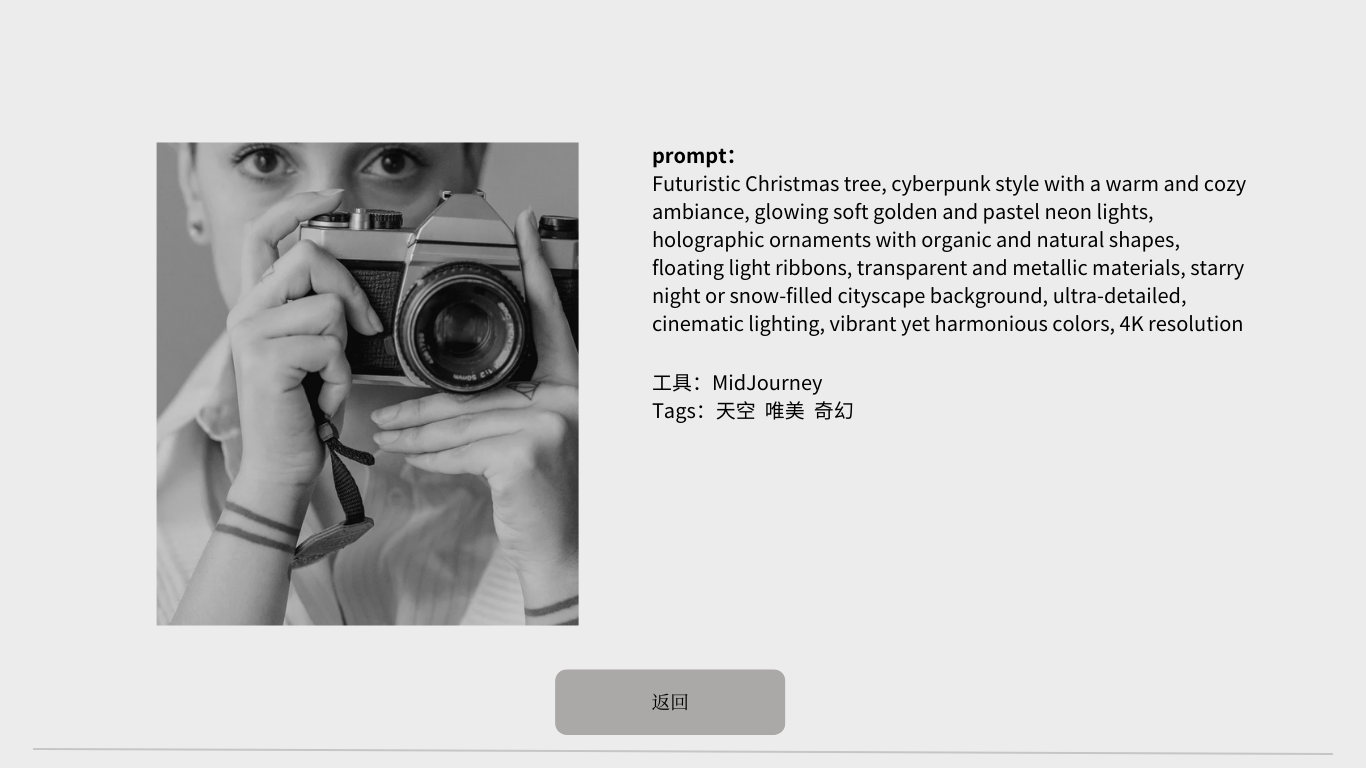 prompt：
Futuristic Christmas tree, cyberpunk style with a warm and cozy
ambiance, glowing soft golden and pastel neon lights,
holographic ornaments with organic and natural shapes,
floating light ribbons, transparent and metallic materials, starry
night or snow-filled cityscape background, ultra-detailed,
cinematic lighting, vibrant yet harmonious colors, 4K resolution
工具：MidJourney
Tags：天空 唯美 奇幻
返回